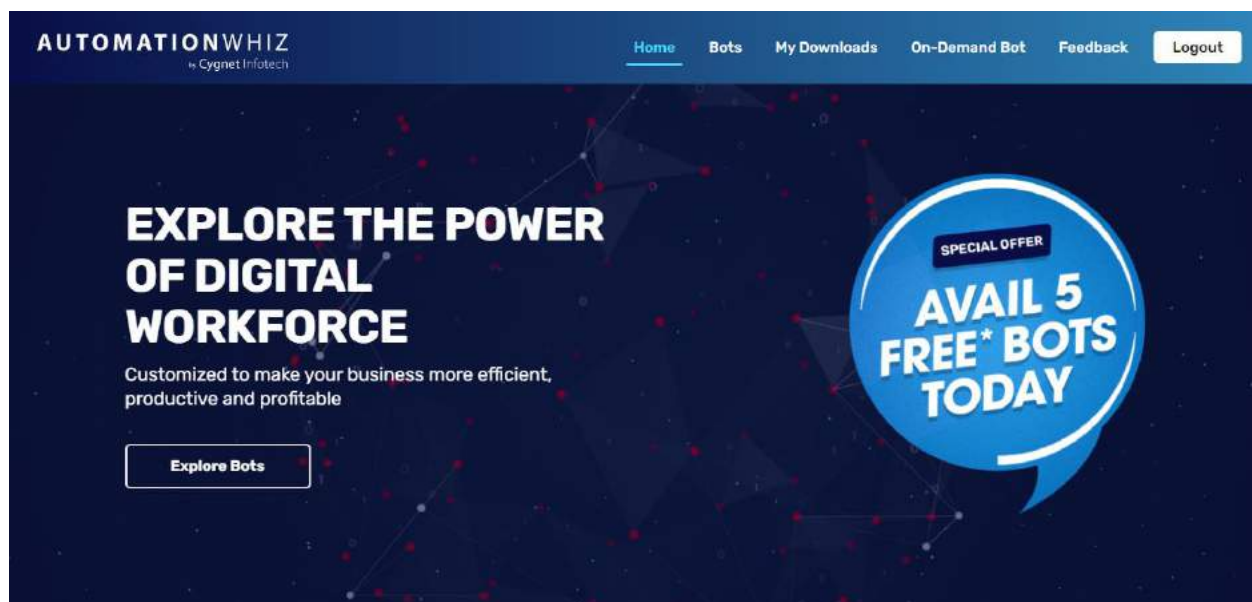 AUTOMATIONWHIZ
by Cygnet Infotech
Home Bots My Downloads On-Demand Bot Feedback Logout
EXPLORE THE POWER
OF DIGITAL
WORKFORCE
Customized to make your business more efficient,
productive and profitable
Explore Bots
SPECIAL OFFER
AVAIL 5
FREE* BOTS
TODAY